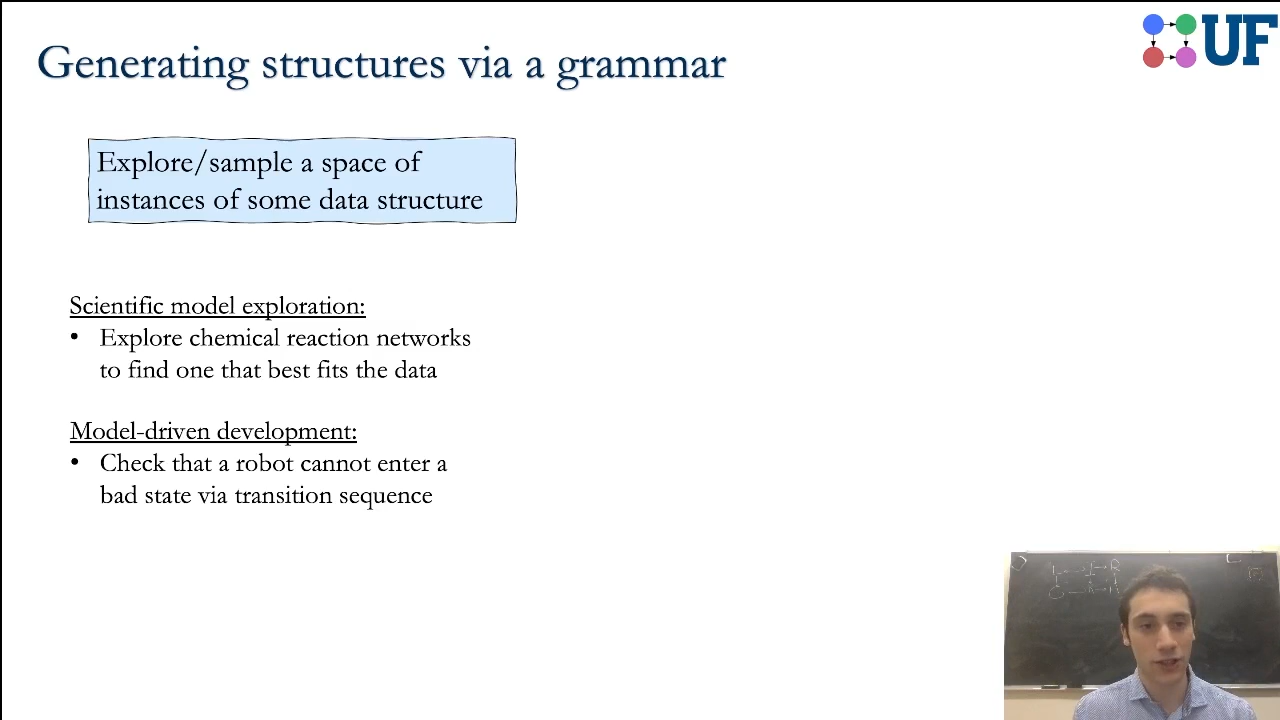 Generating structures via a grammar
UF
Explore/sample a space of
instances of some data structure
Scientific model exploration:
• Explore chemical reaction networks
to find one that best fits the data
Model-driven development:
• Check that a robot cannot enter a
bad state via transition sequence